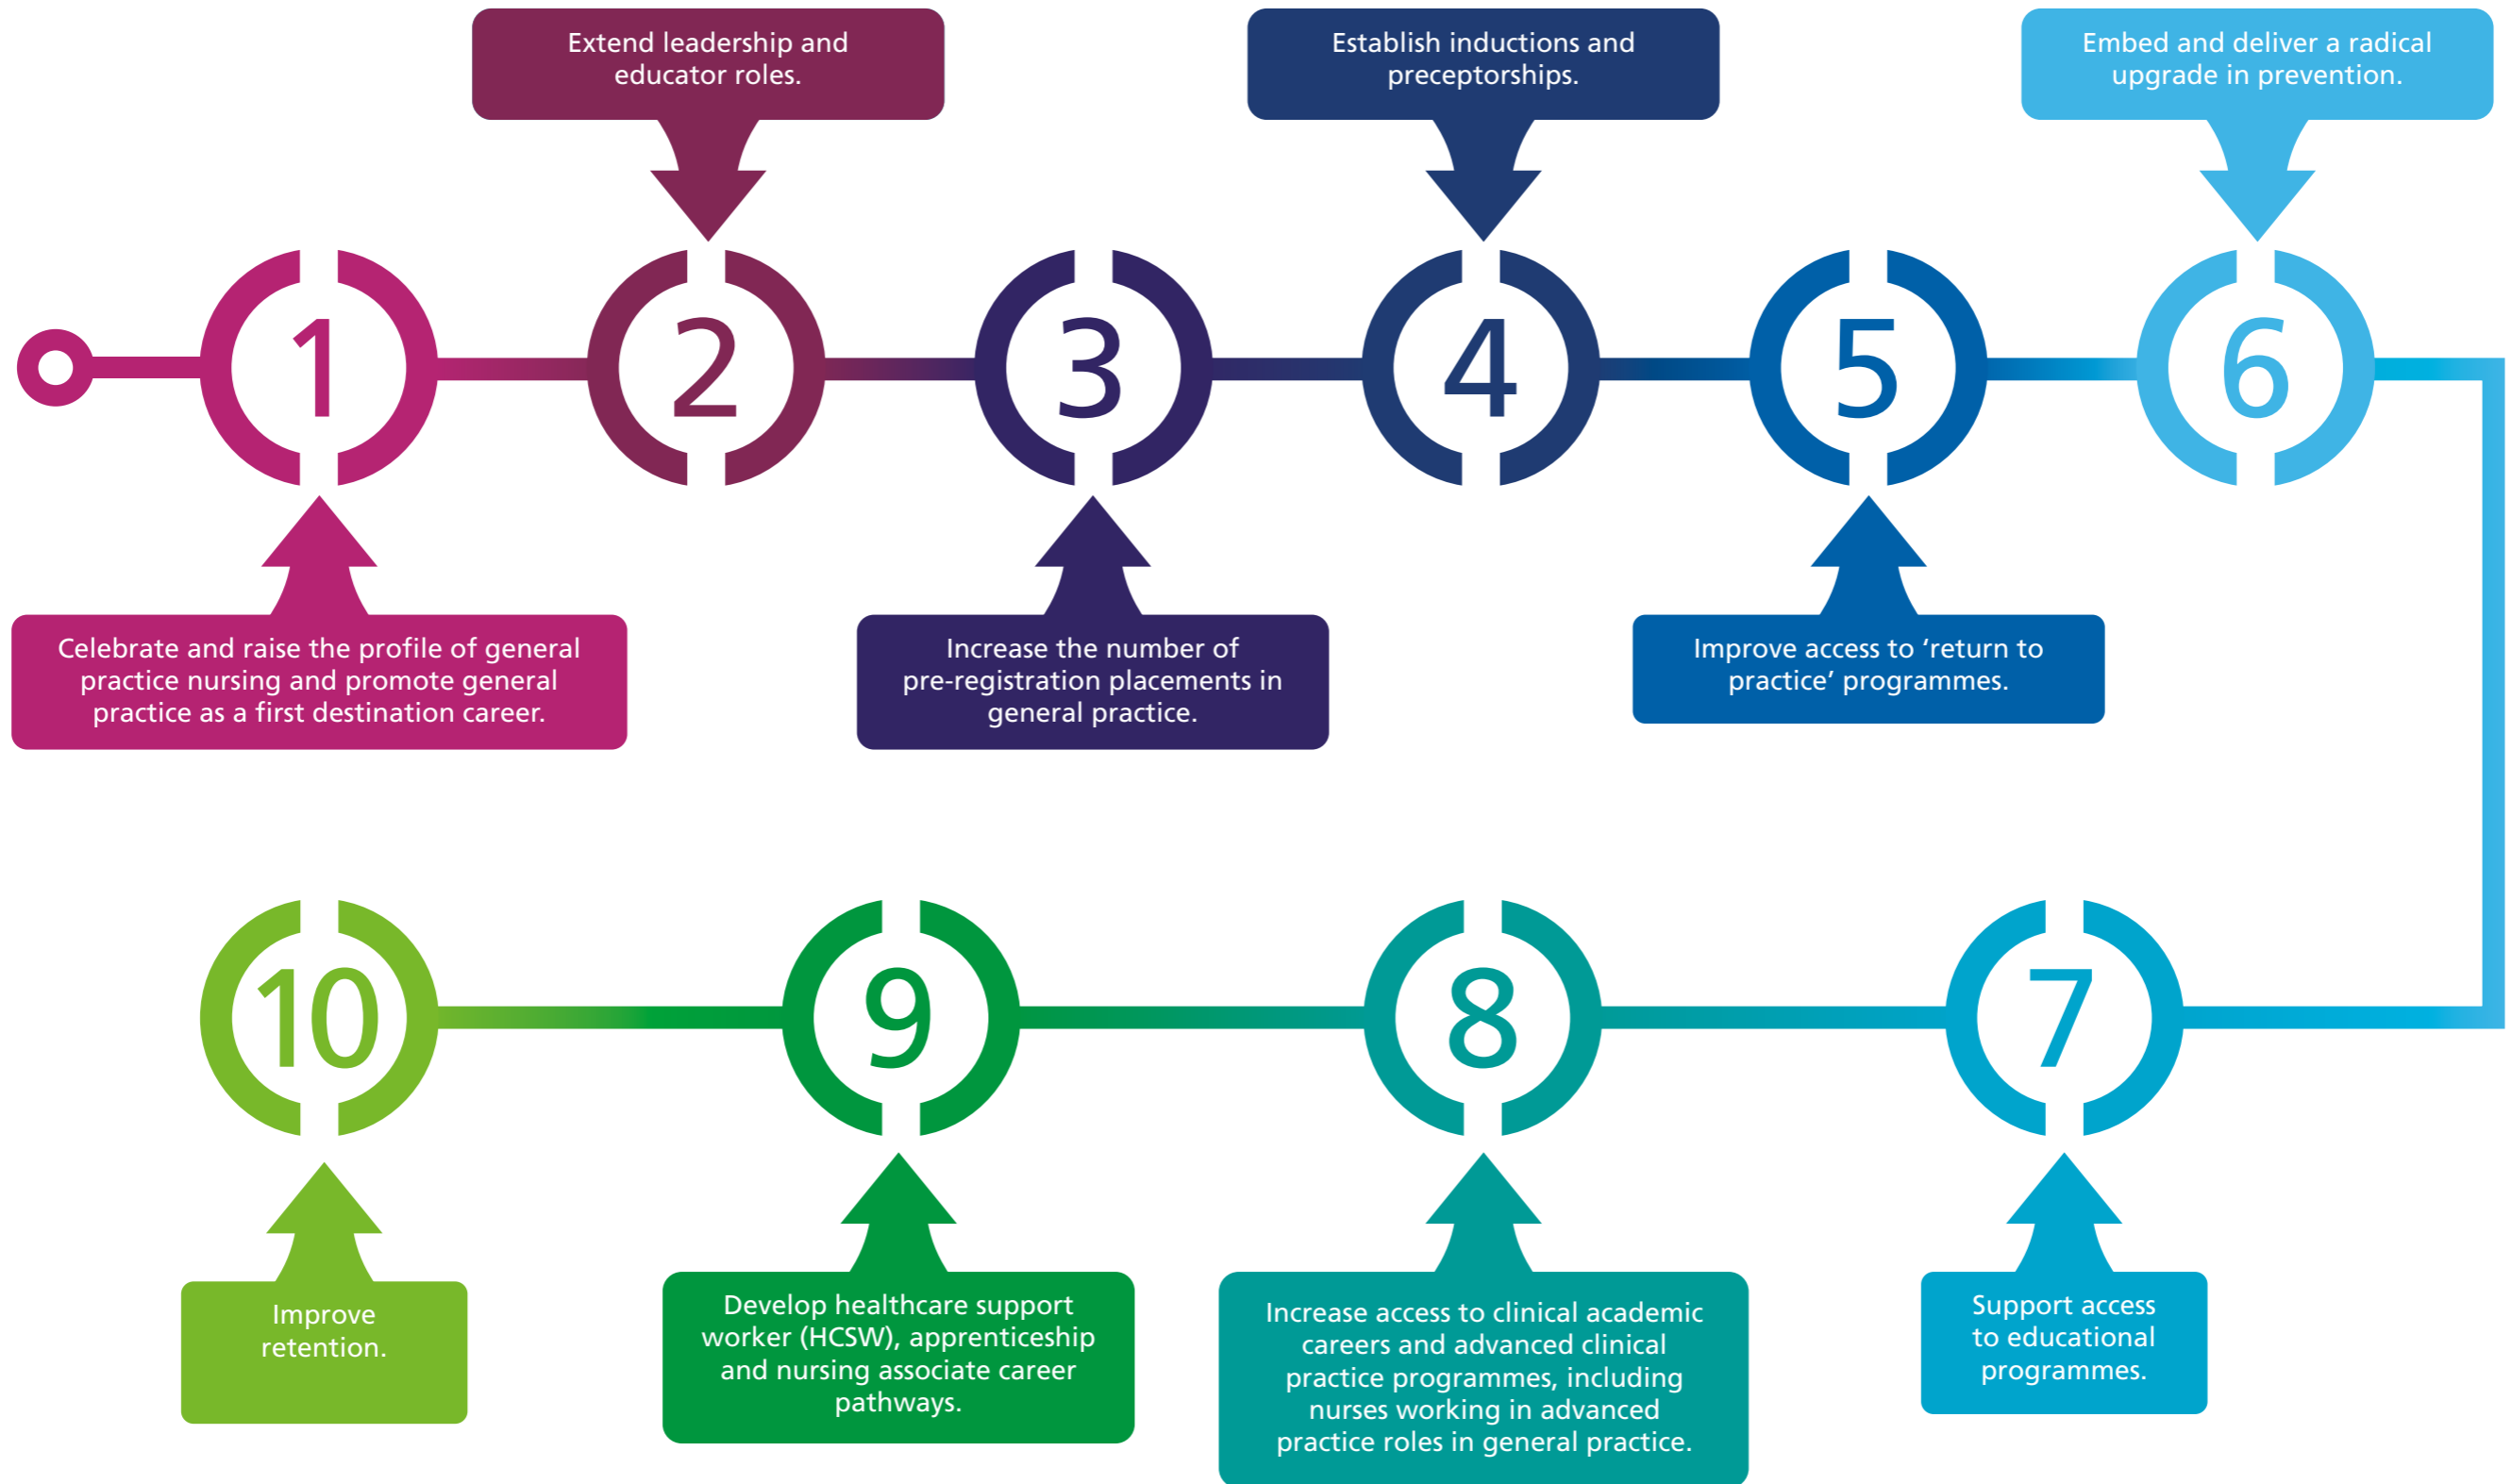 Extend leadership and
educator roles.
Establish inductions and
preceptorships.
Embed and deliver a radical
upgrade in prevention.
1
2
3
4
5
6
Celebrate and raise the profile of general
practice nursing and promote general
practice as a first destination career.
Increase the number of
pre-registration placements in
general practice.
Improve access to ‘return to
practice’ programmes.
10
9
8
7
Improve
retention.
Develop healthcare support
worker (HCSW), apprenticeship
and nursing associate career
pathways.
Increase access to clinical academic
careers and advanced clinical
practice programmes, including
nurses working in advanced
practice roles in general practice.
Support access
to educational
programmes.